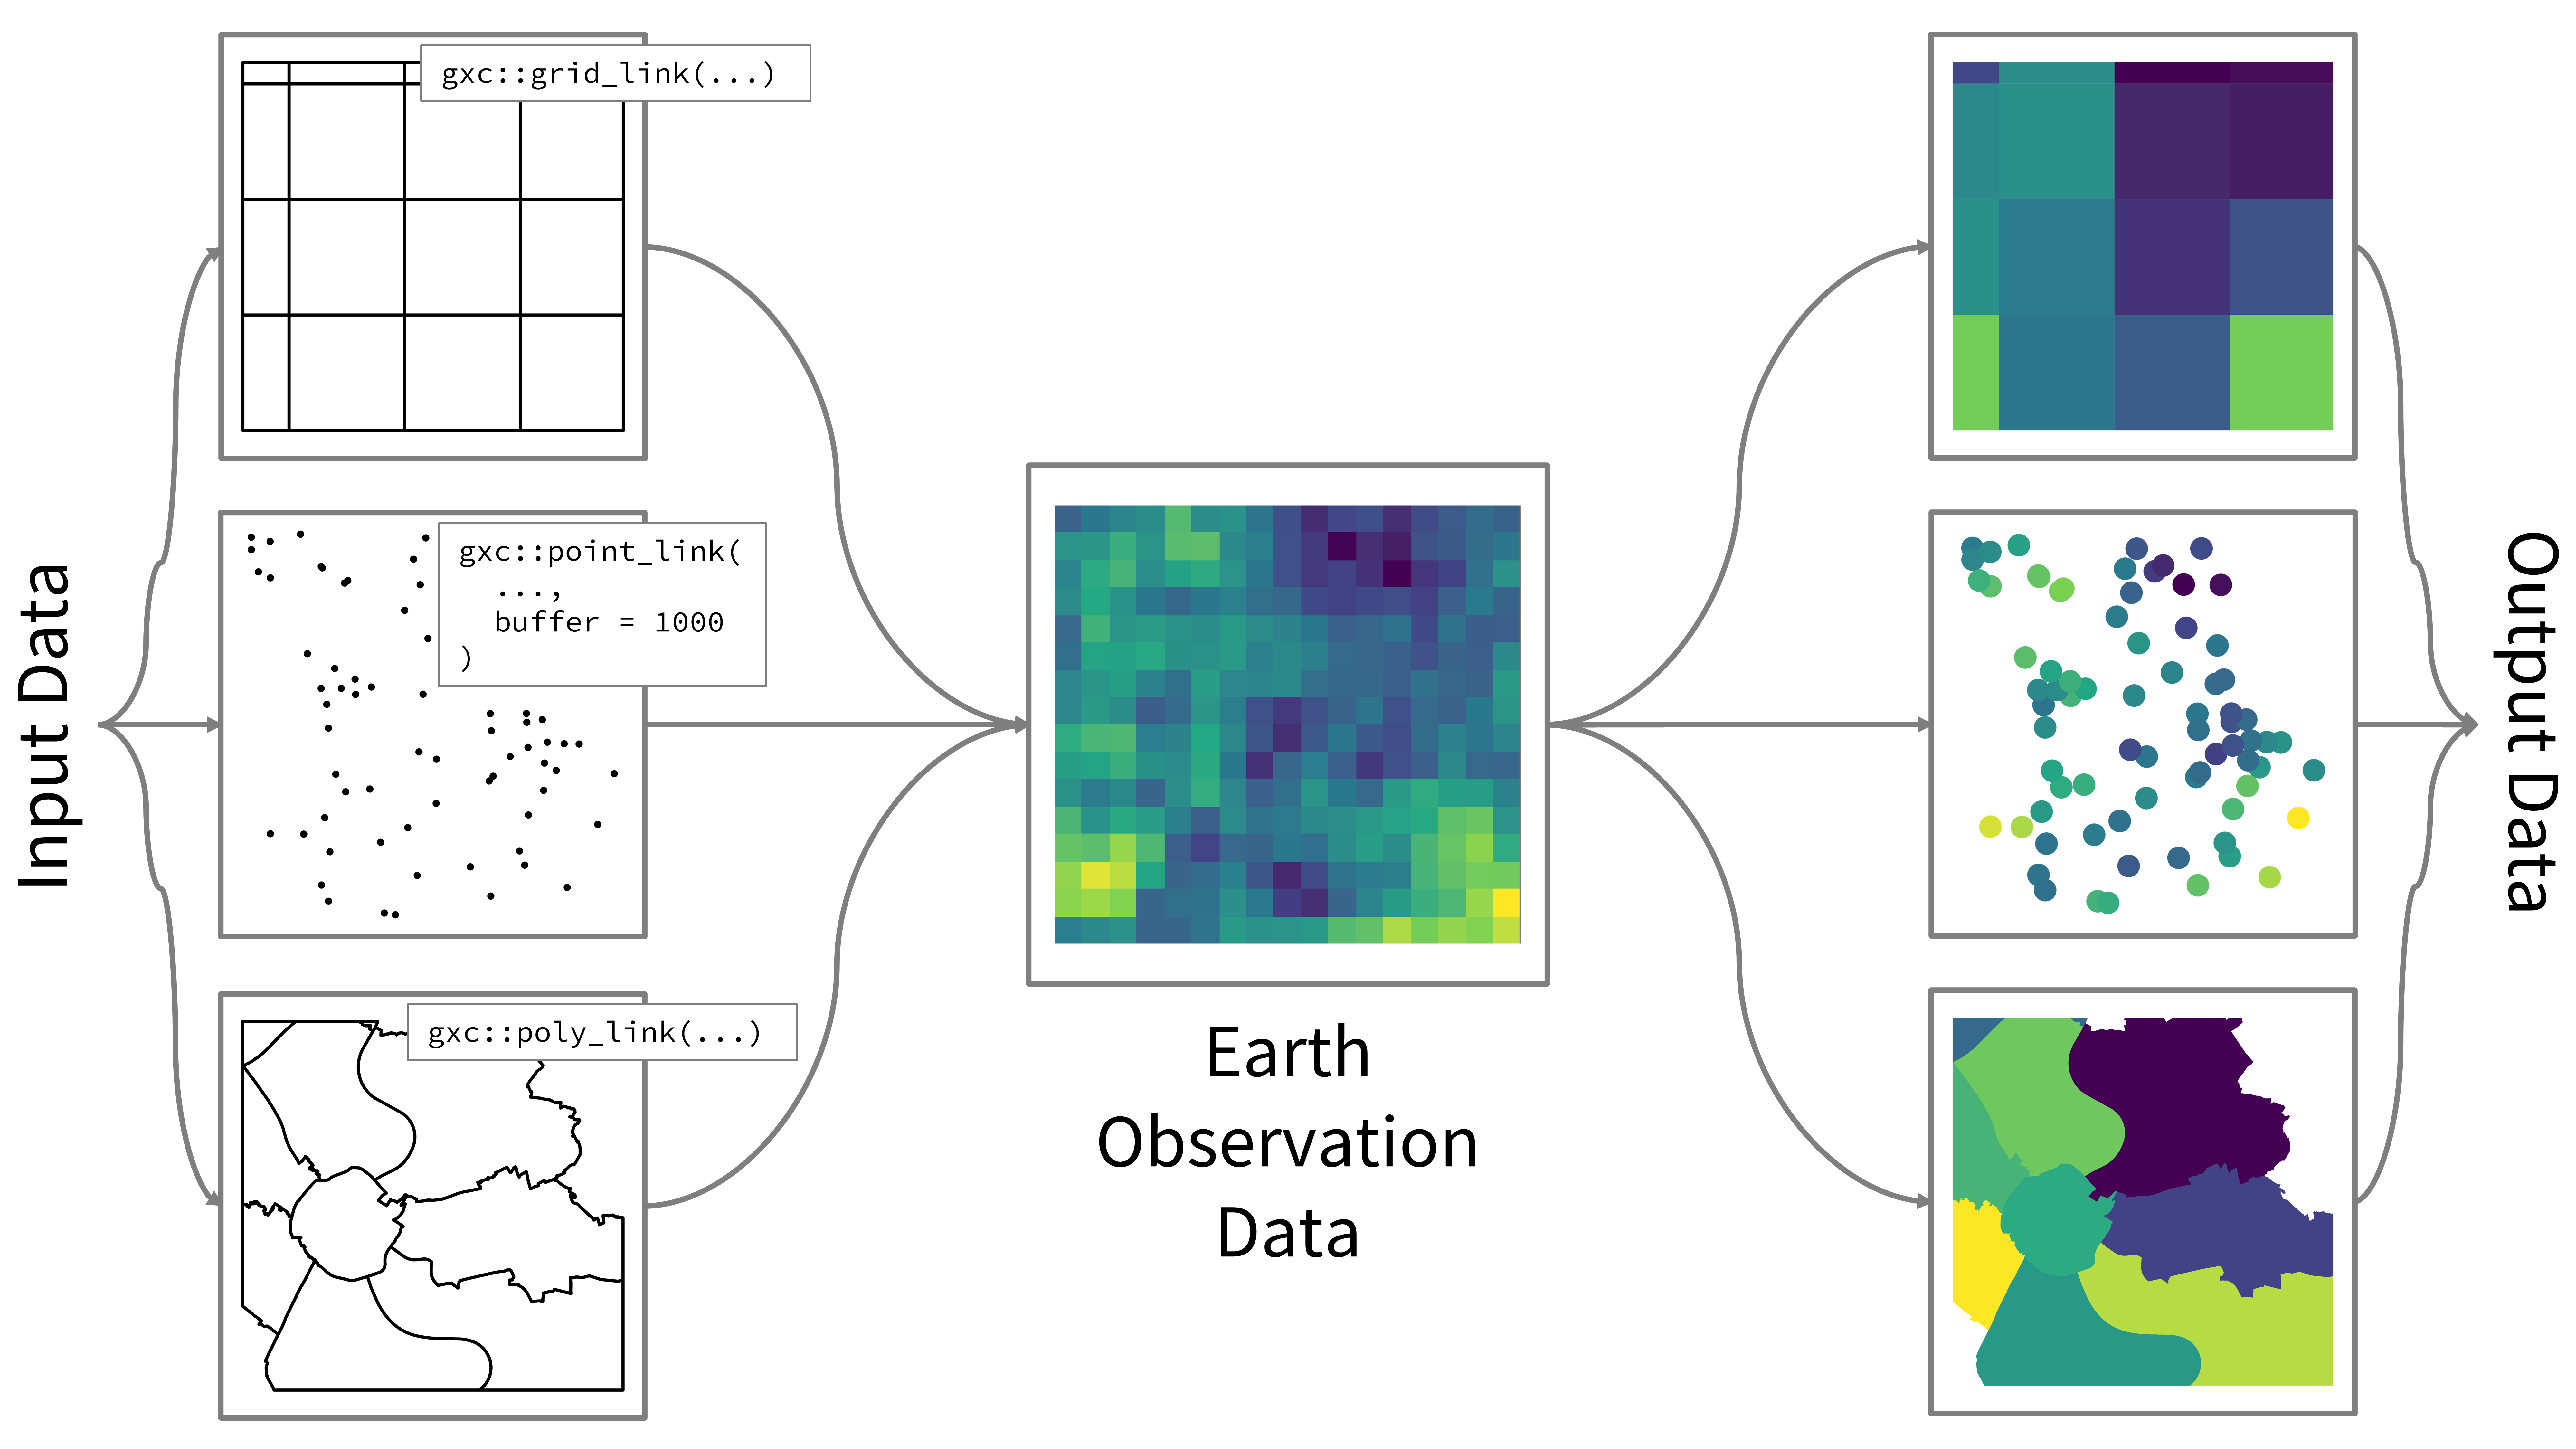 Input Data
gxc::grid_link(...)
gxc::point_link(
  ...,
  buffer = 1000
)
gxc::poly_link(...)
Earth
Observation
Data
Output Data